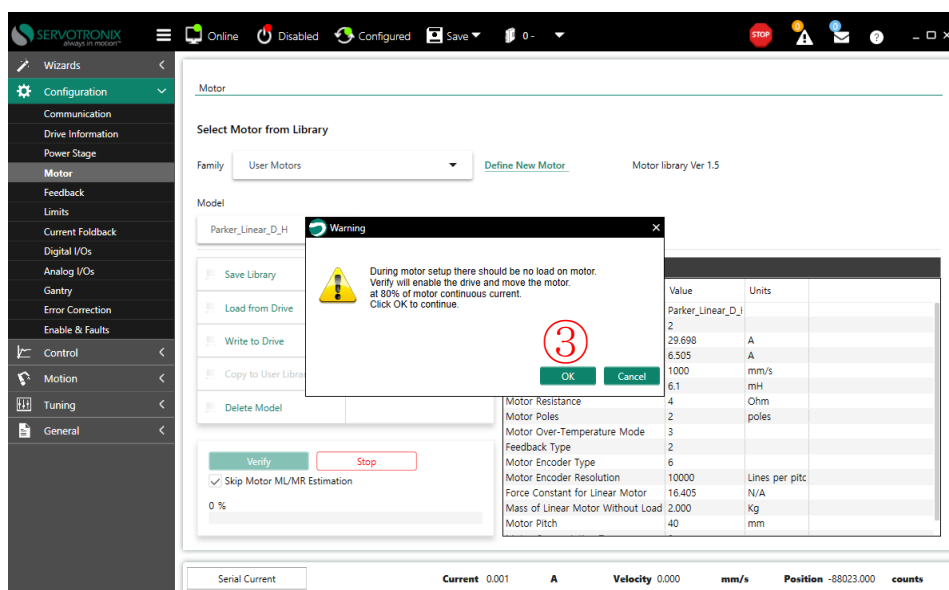 SERVOTRONIX
always in motion™
Online
Disabled
Configured
Save
0 -
STOP
0
0
?
Wizards
Configuration
Communication
Drive Information
Power Stage
Motor
Feedback
Limits
Current Foldback
Digital I/Os
Analog I/Os
Gantry
Error Correction
Enable & Faults
Control
Motion
Tuning
General
Motor
Select Motor from Library
Family
User Motors
Define New Motor
Motor library Ver 1.5
Model
Parker_Linear_D_H
Save Library
Load from Drive
Write to Drive
Copy to User Librar
Delete Model
Verify
Stop
Skip Motor ML/MR Estimation
0 %
Warning
During motor setup there should be no load on motor.
Verify will enable the drive and move the motor.
at 80% of motor continuous current.
Click OK to continue.
③
OK
Cancel
Value Units
Parker_Linear_D_H
2
29.698 A
6.505 A
1000 mm/s
6.1 mH
Motor Resistance 4 Ohm
Motor Poles 2 poles
Motor Over-Temperature Mode 3
Feedback Type 2
Motor Encoder Type 6
Motor Encoder Resolution 10000 Lines per pitc
Force Constant for Linear Motor 16.405 N/A
Mass of Linear Motor Without Load 2.000 Kg
Motor Pitch 40 mm
Serial Current
Current 0.001 A
Velocity 0.000 mm/s
Position -88023.000 counts